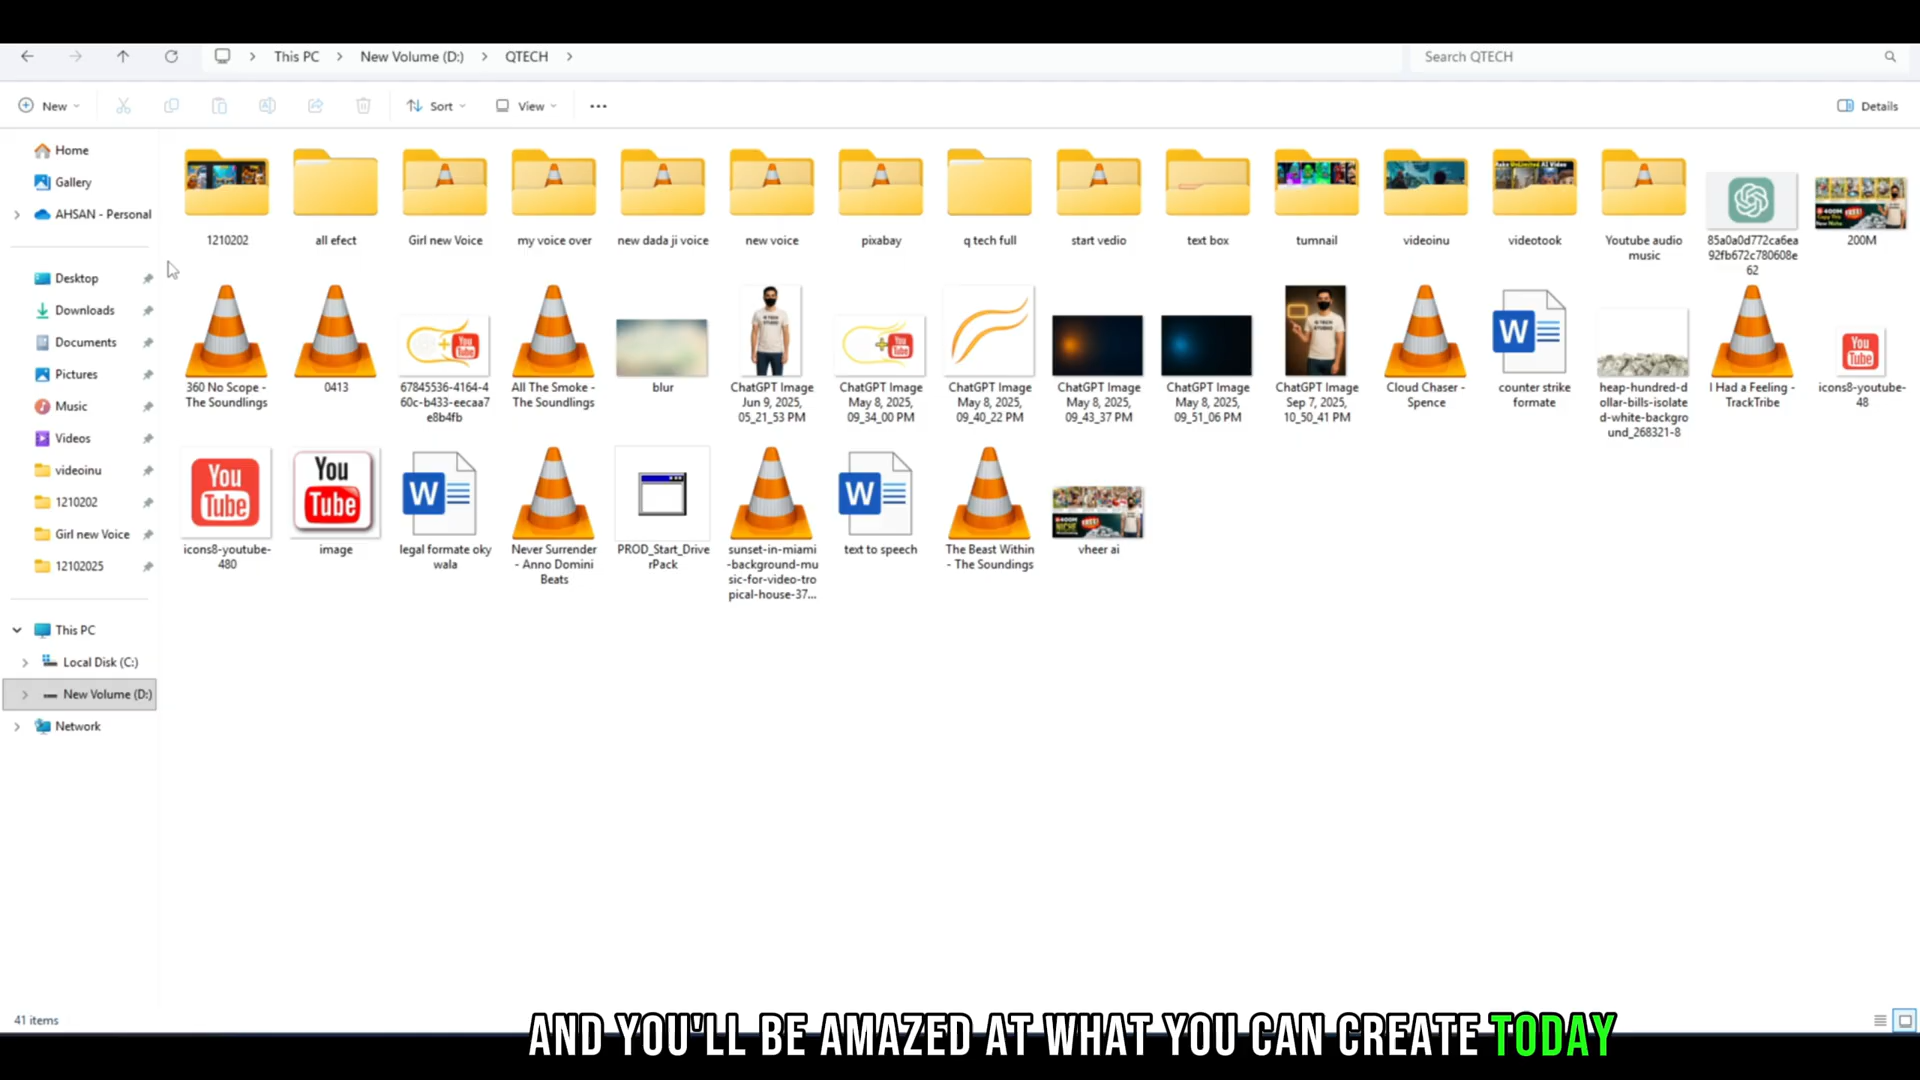 This PC > New Volume (D:) > QTECH >
Search QTECH
New
Sort
View
Details
Home
Gallery
AHSAN - Personal
Desktop
Downloads
Documents
Pictures
Music
Videos
videoinu
1210202
Girl new Voice
12102025
This PC
Local Disk (C:)
New Volume (D:)
Network
1210202
all efect
Girl new Voice
my voice over
new dada ji voice
new voice
pixabay
q tech full
start vedio
text box
tumnail
videoinu
videotook
Youtube audio
music
85a0a0d772ca6ea
92fb672c780608e
62
200M
360 No Scope -
The Soundlings
0413
67845536-4164-4
60c-b433-eecaa7
e8b4fb
All The Smoke -
The Soundlings
blur
ChatGPT Image
Jun 9, 2025,
05_21_53 PM
ChatGPT Image
May 8, 2025,
09_34_00 PM
ChatGPT Image
May 8, 2025,
09_40_22 PM
ChatGPT Image
May 8, 2025,
09_43_37 PM
ChatGPT Image
May 8, 2025,
09_51_06 PM
ChatGPT Image
Sep 7, 2025,
10_50_41 PM
Cloud Chaser -
Spence
counter strike
formate
heap-hundred-d
ollar-bills-isolate
d-white-backgro
und_268321-8
I Had a Feeling -
TrackTribe
You
Tube
icons8-youtube-
48
You
Tube
icons8-youtube-
480
You
Tube
image
legal formate oky
wala
Never Surrender
- Anno Domini
Beats
PROD_Start_Drive
rPack
sunset-in-miami
-background-mu
sic-for-video-tro
pical-house-37...
text to speech
The Beast Within
- The Soundings
vheer ai
41 items
AND YOU'LL BE AMAZED AT WHAT YOU CAN CREATE TODAY